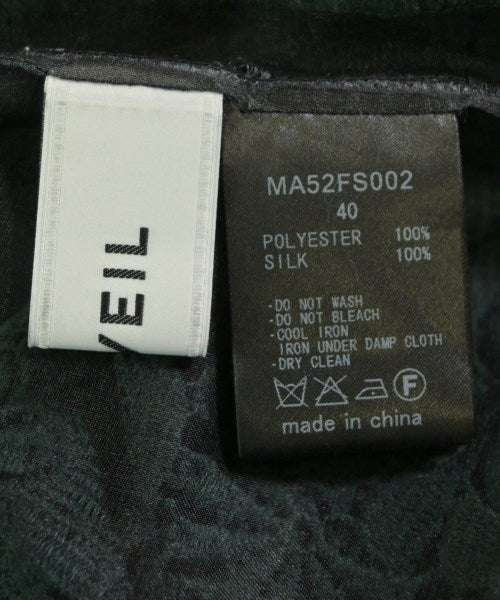 VEIL
MA52FS002
40
POLYESTER 100%
SILK 100%
-DO NOT WASH
-DO NOT BLEACH
-COOL IRON
IRON UNDER DAMP CLOTH
-DRY CLEAN
F
made in china